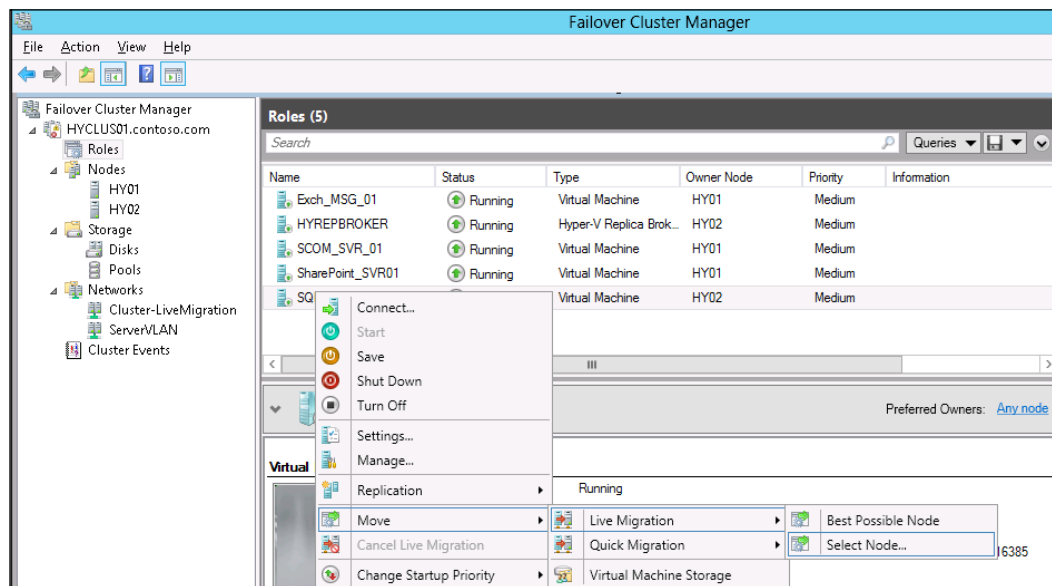 Failover Cluster Manager
File Action View Help
Failover Cluster Manager
HYCLUS01.contoso.com
Roles
Nodes
HY01
HY02
Storage
Disks
Pools
Networks
Cluster-LiveMigration
ServerVLAN
Cluster Events
Roles (5)
Search Queries
Name Status Type Owner Node Priority Information
Exch_MSG_01 Running Virtual Machine HY01 Medium
HYREPBROKER Running Hyper-V Replica Brok... HY02 Medium
SCOM_SVR_01 Running Virtual Machine HY01 Medium
SharePoint_SVR01 Running Virtual Machine HY01 Medium
SQ Virtual Machine HY02 Medium
Connect...
Start
Save
Shut Down
Turn Off
Preferred Owners: Any node
Settings...
Manage...
Virtual
Replication Running
Move Live Migration Best Possible Node
Cancel Live Migration Quick Migration Select Node... 16385
Change Startup Priority Virtual Machine Storage